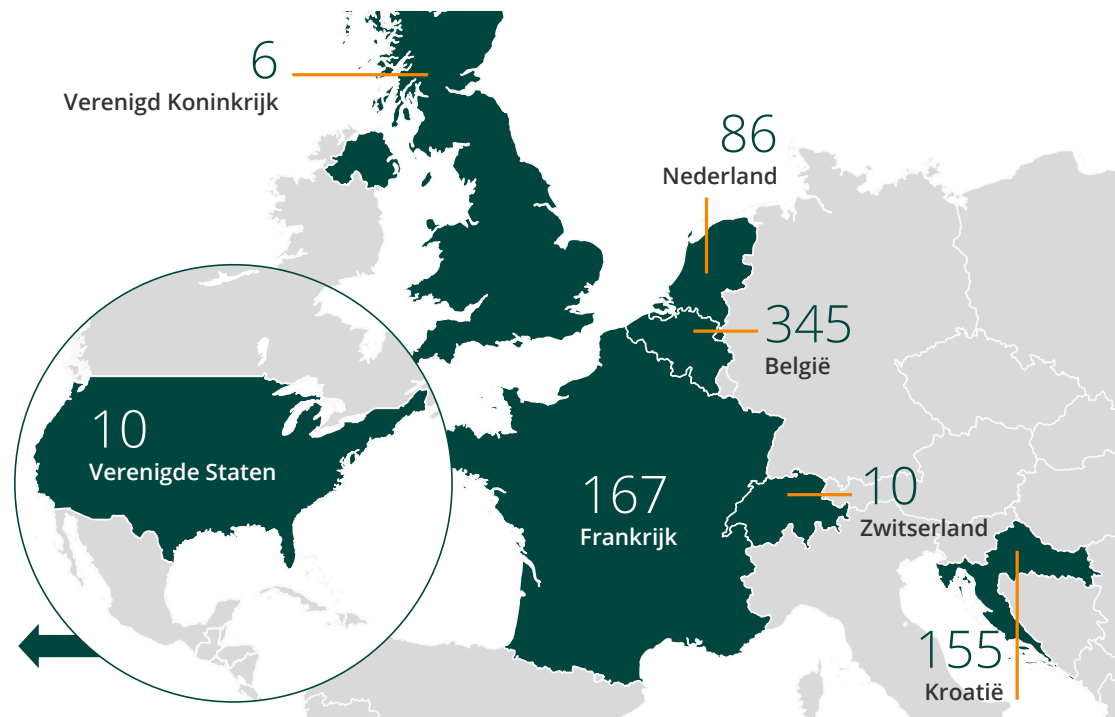 6
Verenigd Koninkrijk
86
Nederland
345
België
10
Verenigde Staten
167
Frankrijk
10
Zwitserland
155
Kroatië